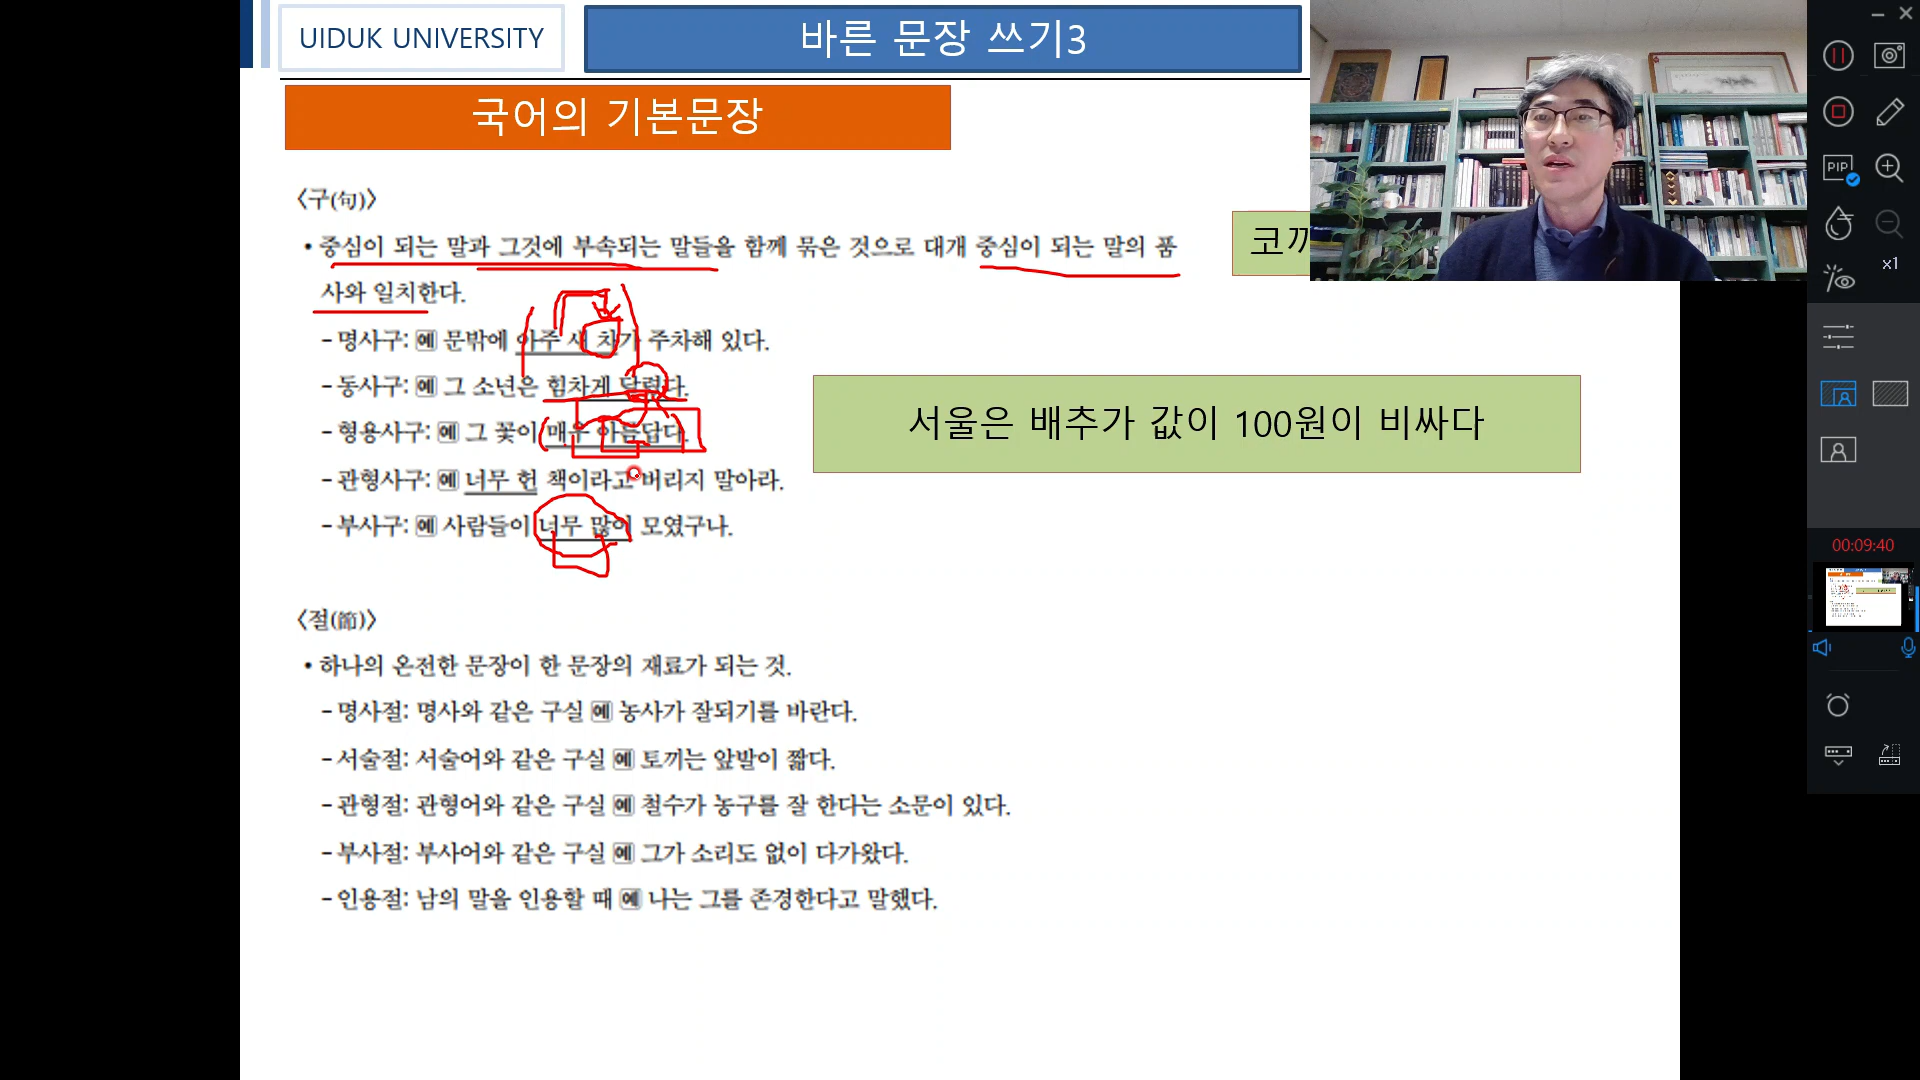 UIDUK UNIVERSITY
바른 문장 쓰기3
국어의 기본문장
〈구(句)〉
• 중심이 되는 말과 그것에 부속되는 말들을 함께 묶은 것으로 대개 중심이 되는 말의 품
사와 일치한다.
– 명사구: 예 문밖에 아주 새 차가 주차해 있다.
– 동사구: 예 그 소년은 힘차게 달린다.
– 형용사구: 예 그 꽃이 매우 아름답다.
– 관형사구: 예 너무 헌 책이라고 버리지 말아라.
– 부사구: 예 사람들이 너무 많이 모였구나.
코끼
서울은 배추가 값이 100원이 비싸다
〈절(節)〉
• 하나의 온전한 문장이 한 문장의 재료가 되는 것.
– 명사절: 명사와 같은 구실 예 농사가 잘되기를 바란다.
– 서술절: 서술어와 같은 구실 예 토끼는 앞발이 짧다.
– 관형절: 관형어와 같은 구실 예 철수가 농구를 잘 한다는 소문이 있다.
– 부사절: 부사어와 같은 구실 예 그가 소리도 없이 다가왔다.
– 인용절: 남의 말을 인용할 때 예 나는 그를 존경한다고 말했다.
PIP
x1
00:09:40